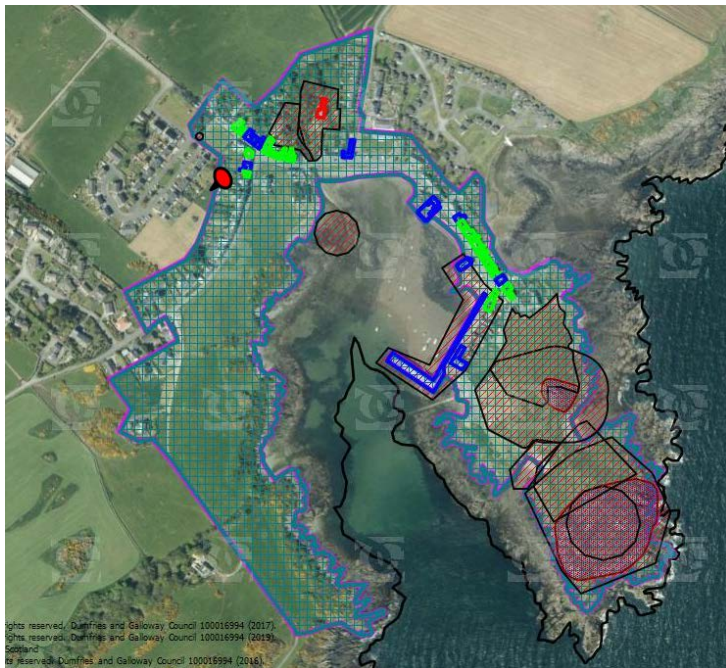 rights reserved. Dumfries and Galloway Council 100016994 (2017).
rights reserved. Dumfries and Galloway Council 100016994 (2019).
Scotland
ts reserved. Dumfries and Galloway Council 100016994 (2016).